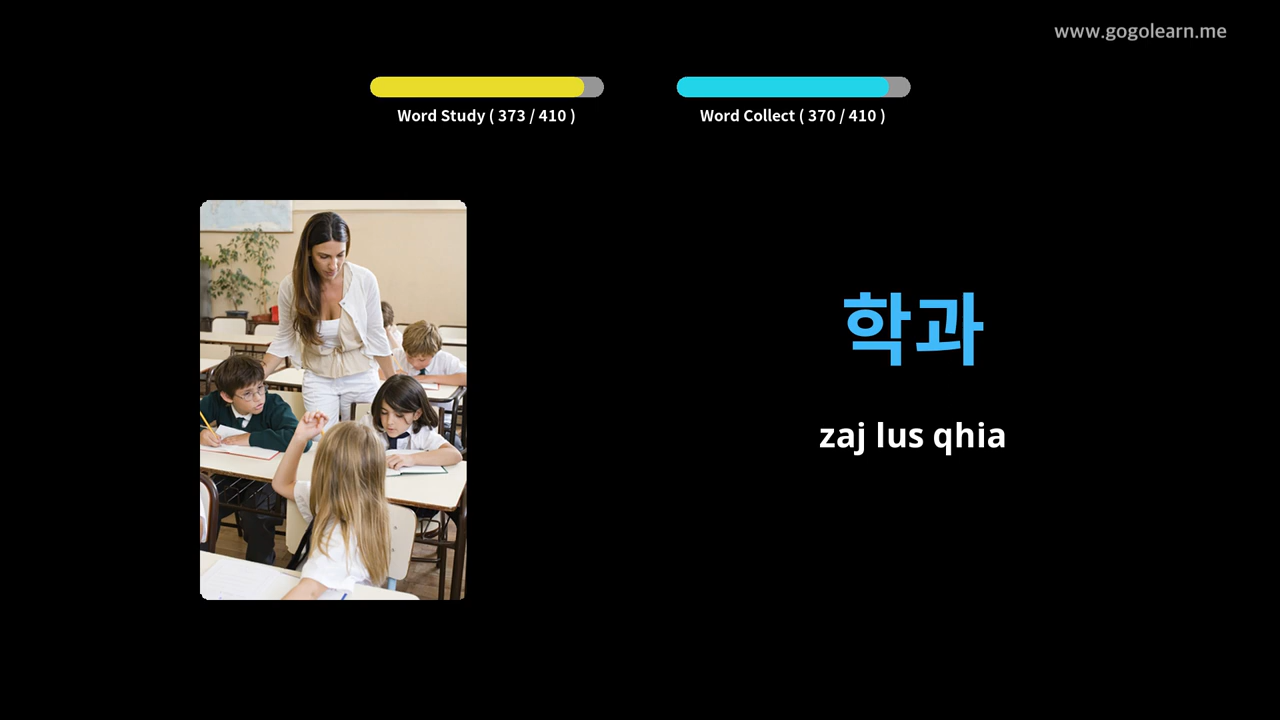 www.gogolearn.me
Word Study ( 373 / 410 )
Word Collect ( 370 / 410 )
학과
zaj lus qhia